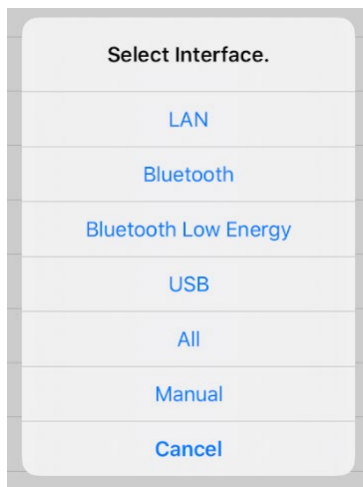 Select Interface.
LAN
Bluetooth
Bluetooth Low Energy
USB
All
Manual
Cancel